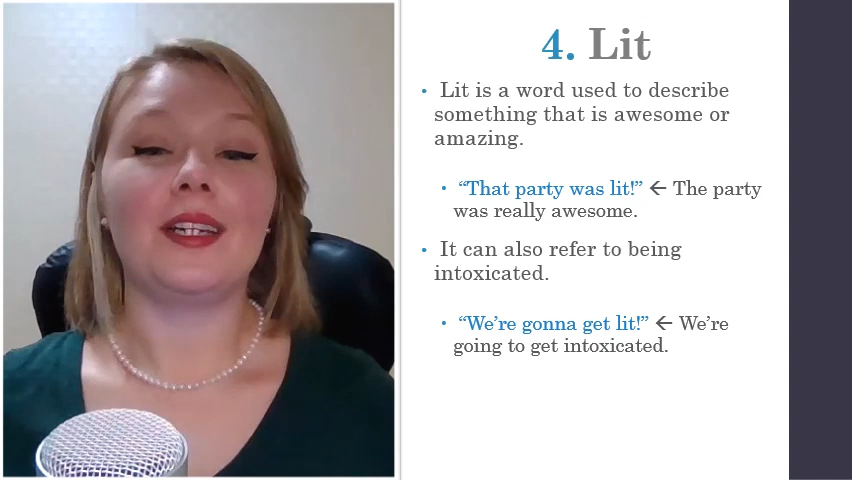 4. Lit
• Lit is a word used to describe
something that is awesome or
amazing.
• “That party was lit!” ← The party
was really awesome.
• It can also refer to being
intoxicated.
• “We’re gonna get lit!” ← We’re
going to get intoxicated.